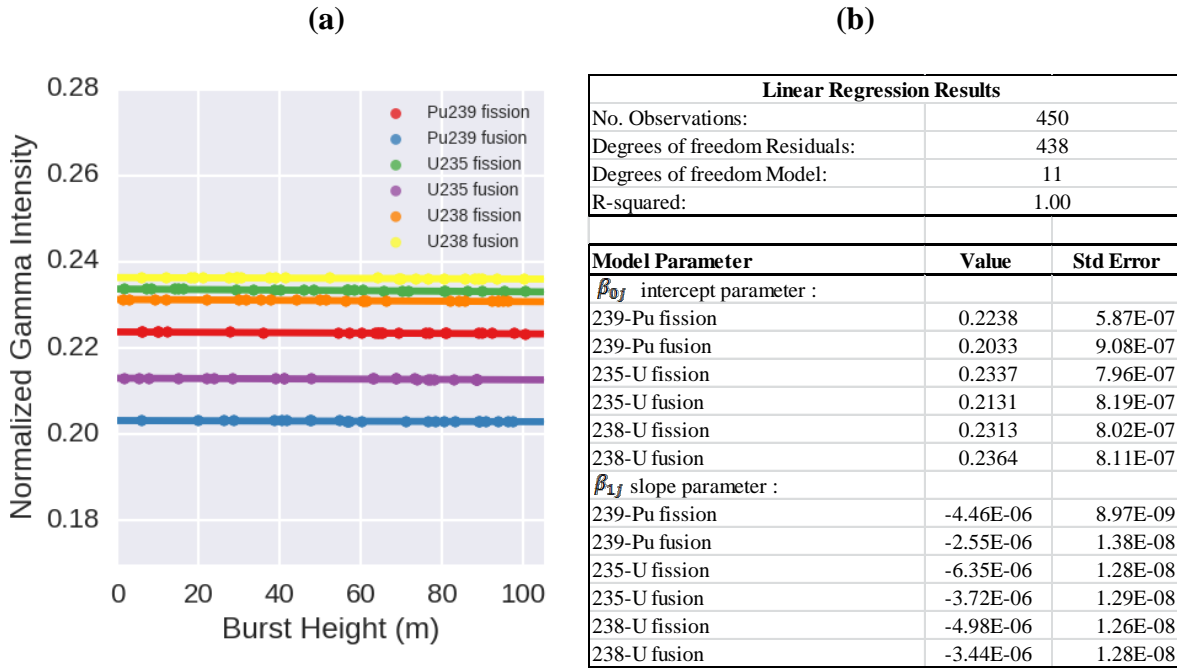 (a)
Normalized Gamma Intensity
0.28
0.26
0.24
0.22
0.20
0.18
Pu239 fission
Pu239 fusion
U235 fission
U235 fusion
U238 fission
U238 fusion
0 20 40 60 80 100
Burst Height (m)
(b)
Linear Regression Results
No. Observations: 450
Degrees of freedom Residuals: 438
Degrees of freedom Model: 11
R-squared: 1.00
Model Parameter Value Std Error
β0j intercept parameter :
239-Pu fission 0.2238 5.87E-07
239-Pu fusion 0.2033 9.08E-07
235-U fission 0.2337 7.96E-07
235-U fusion 0.2131 8.19E-07
238-U fission 0.2313 8.02E-07
238-U fusion 0.2364 8.11E-07
β1j slope parameter :
239-Pu fission -4.46E-06 8.97E-09
239-Pu fusion -2.55E-06 1.38E-08
235-U fission -6.35E-06 1.28E-08
235-U fusion -3.72E-06 1.29E-08
238-U fission -4.98E-06 1.26E-08
238-U fusion -3.44E-06 1.28E-08